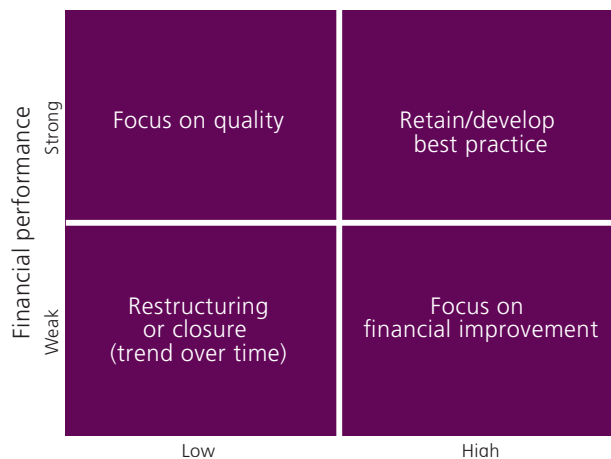 Financial performance
Strong
Focus on quality
Retain/develop
best practice
Weak
Restructuring
or closure
(trend over time)
Focus on
financial improvement
Low
High